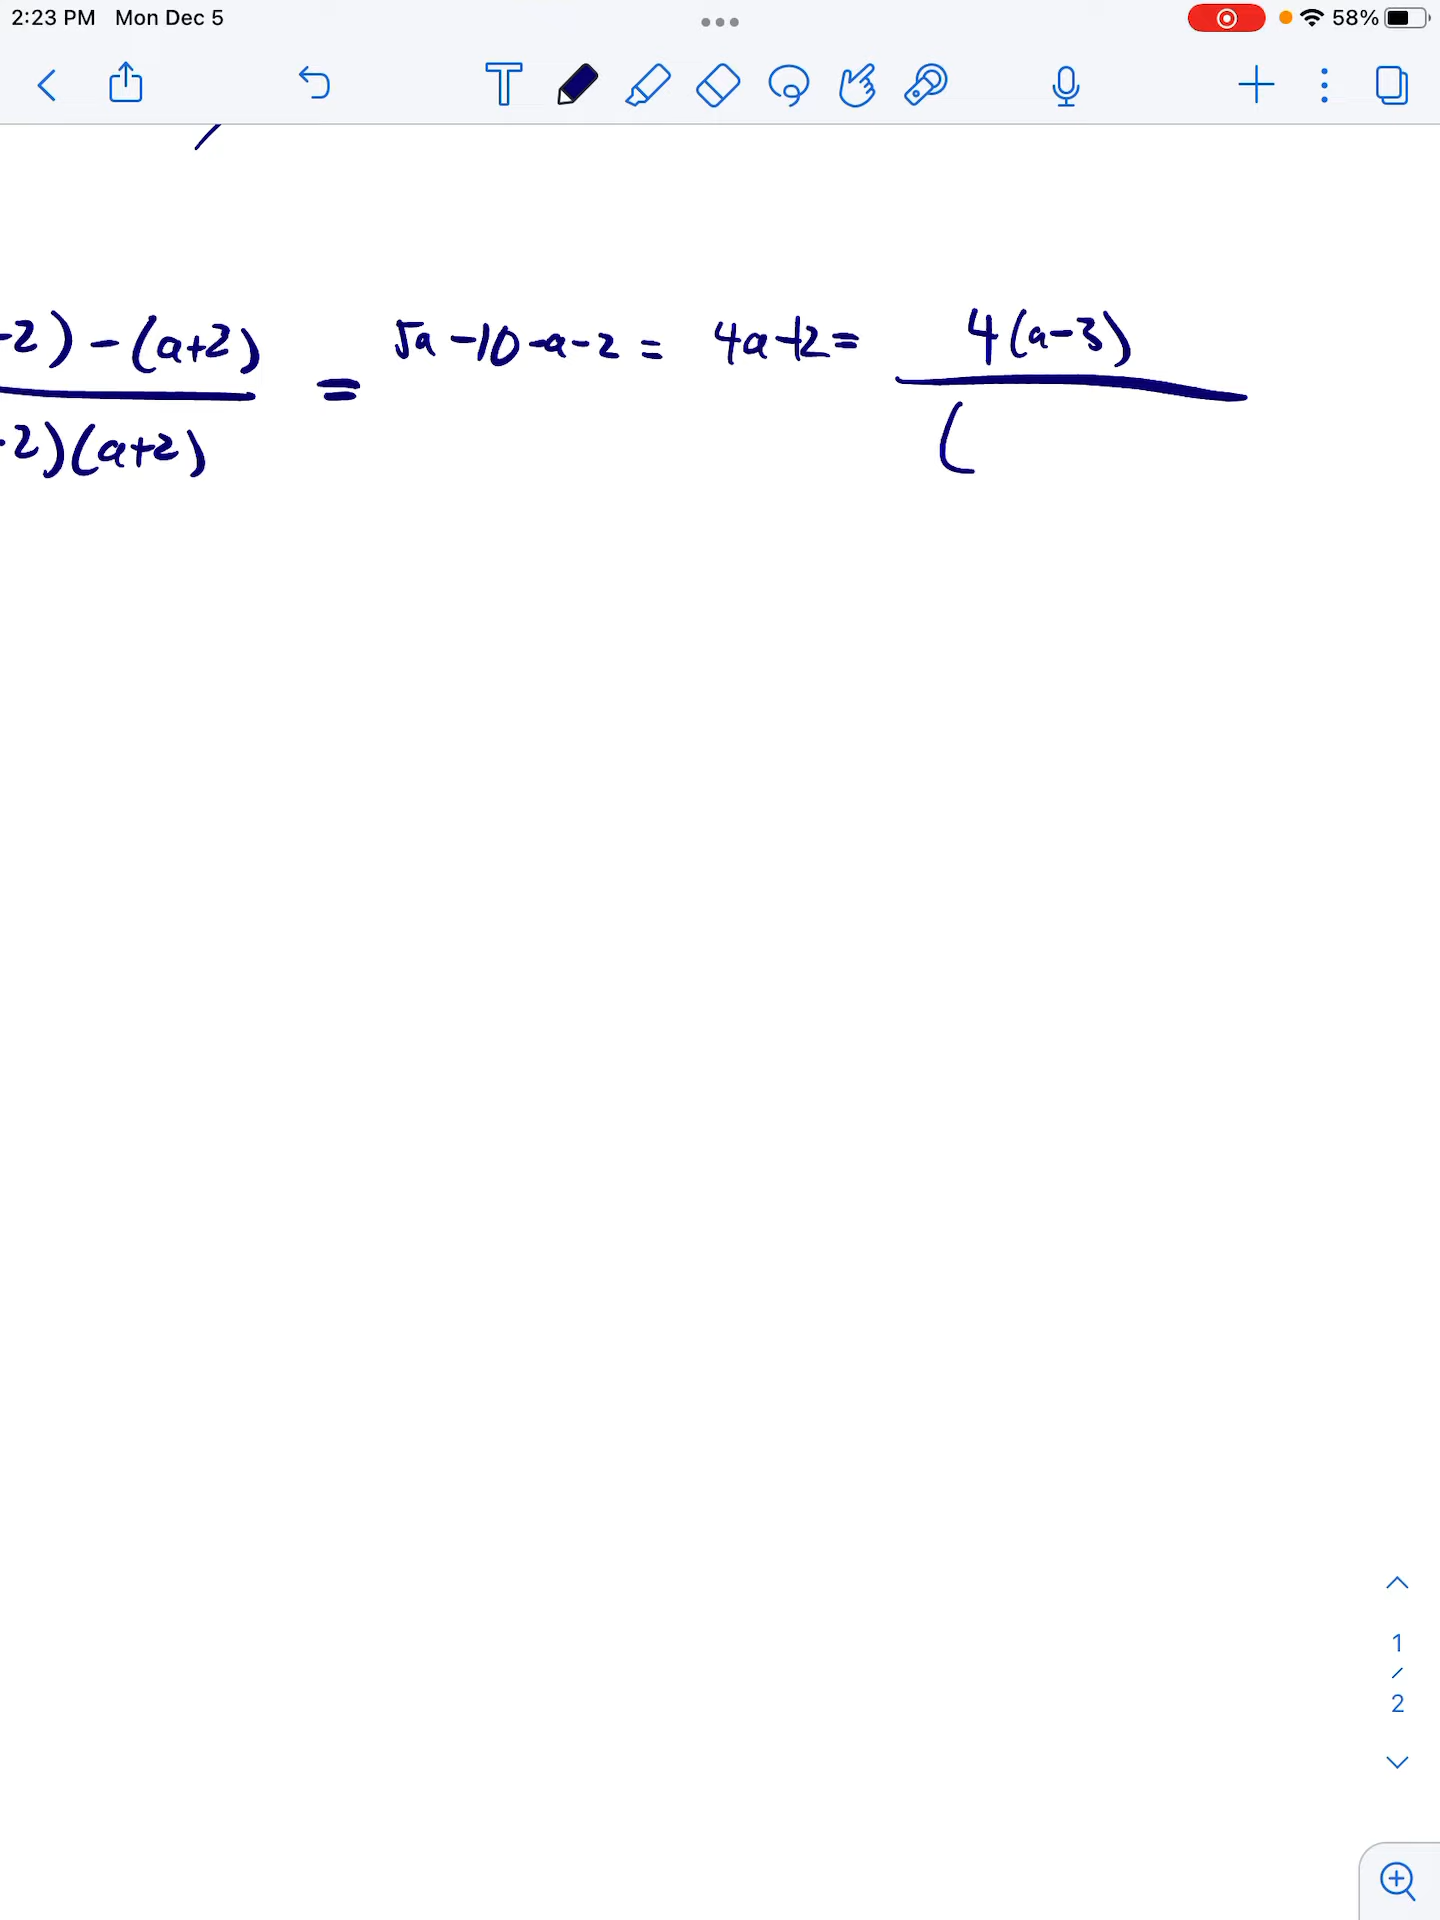 2:23 PM Mon Dec 5 58%
-2) - (a+2) = 5a -10 -a -2 = 4a -12 = 4(a-3)
-2)(a+2) (
1
/
2